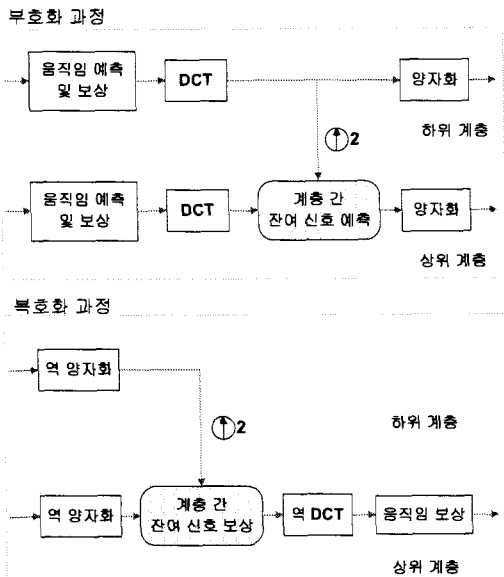 부호화 과정
움직임 예측
및 보상
DCT
양자화
하위 계층
2
움직임 예측
및 보상
DCT
계층 간
잔여 신호 예측
양자화
상위 계층
복호화 과정
역 양자화
2
하위 계층
역 양자화
계층 간
잔여 신호 보상
역 DCT
움직임 보상
상위 계층